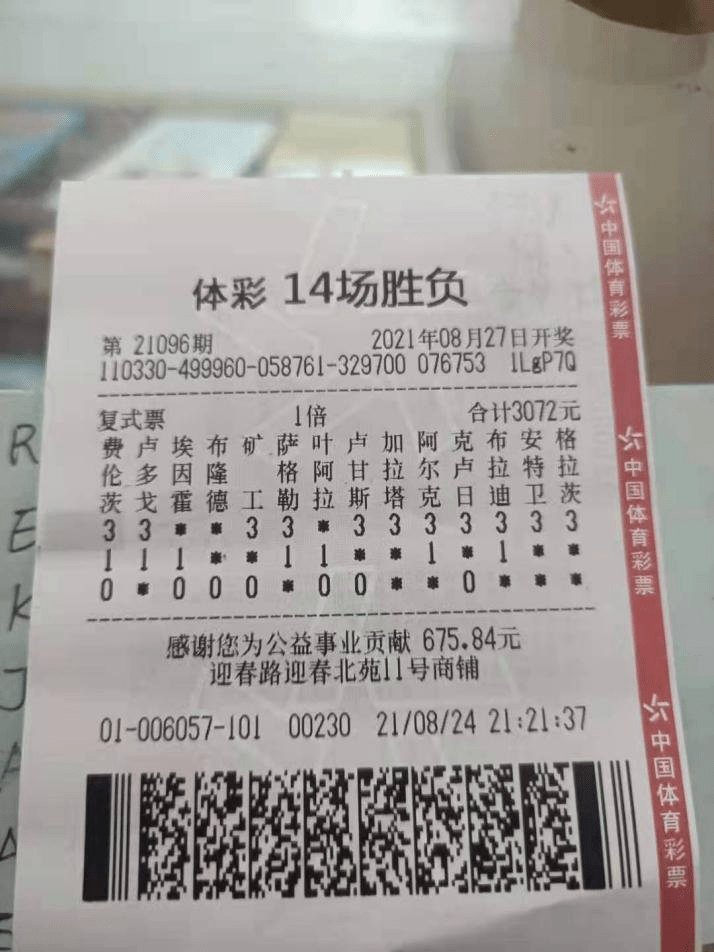 体彩 14场胜负
第 21096期 2021年08月27日开奖
110330-499960-058761-329700 076753 1LgP7Q
复式票 1倍 合计3072元
费 卢 埃 布 矿 萨 叶 卢 加 阿 克 布 安 格
伦 多 因 隆 格 阿 甘 拉 尔 卢 拉 特 拉
茨 戈 霍 德 工 勒 拉 斯 塔 克 日 迪 卫 茨
3 3 * * 3 3 * 3 3 3 3 3 3 3
1 1 1 * * 1 1 * * 1 * 1 * *
0 * 0 0 0 * 0 0 * * 0 * * *
感谢您为公益事业贡献 675.84元
迎春路迎春北苑11号商铺
01-006057-101 00230 21/08/24 21:21:37
中国体育彩票
中国体育彩票
中国体育彩票
R
E
K
J